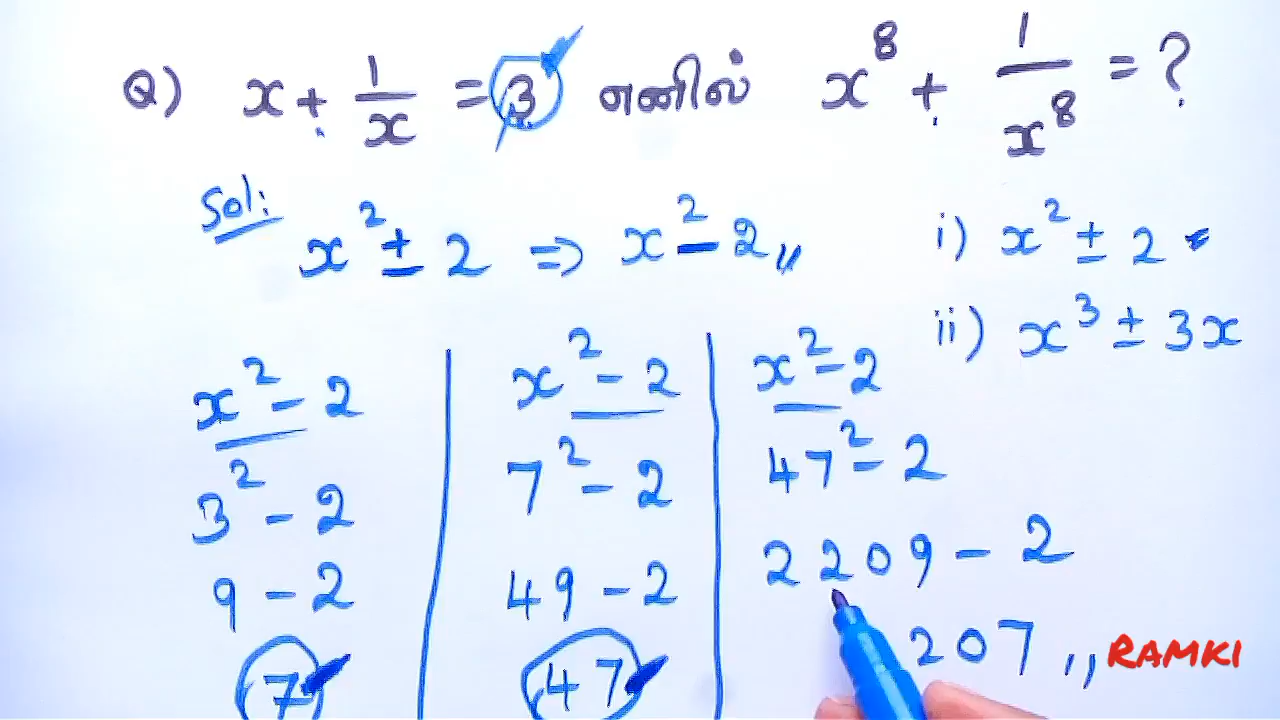 Q) x + 1/x = 3 எனில் x⁸ + 1/x⁸ = ?
Sol:
x² ± 2 ⇒ x² − 2,,
i) x² ± 2
ii) x³ ± 3x
x² − 2
3² − 2
9 − 2
7
x² − 2
7² − 2
49 − 2
47
x² − 2
47² − 2
2209 − 2
207,,
RAMKI